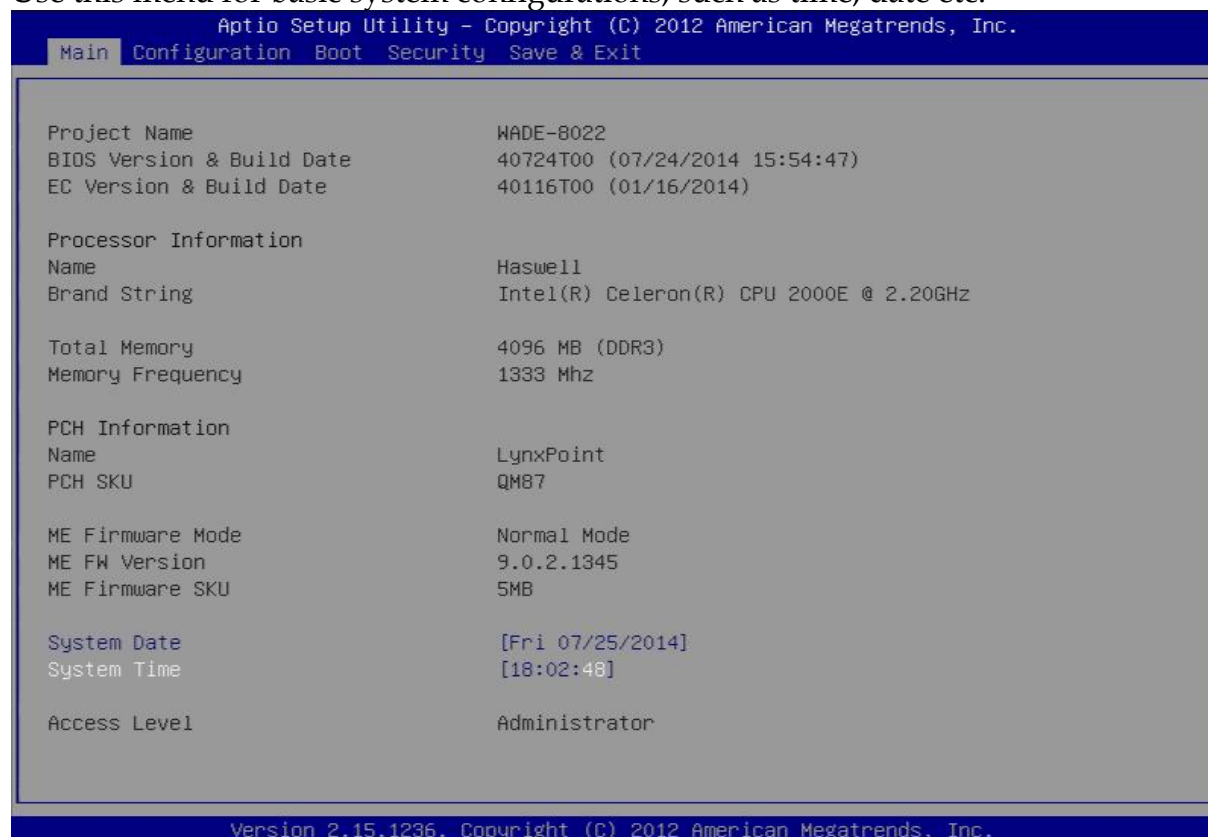 Use this menu for basic system configurations, such as time, date etc.
Aptio Setup Utility – Copyright (C) 2012 American Megatrends, Inc.
Main Configuration Boot Security Save & Exit
Project Name WADE-8022
BIOS Version & Build Date 40724T00 (07/24/2014 15:54:47)
EC Version & Build Date 40116T00 (01/16/2014)
Processor Information
Name Haswell
Brand String Intel(R) Celeron(R) CPU 2000E @ 2.20GHz
Total Memory 4096 MB (DDR3)
Memory Frequency 1333 Mhz
PCH Information
Name LynxPoint
PCH SKU QM87
ME Firmware Mode Normal Mode
ME FW Version 9.0.2.1345
ME Firmware SKU 5MB
System Date [Fri 07/25/2014]
System Time [18:02:48]
Access Level Administrator
Version 2.15.1236. Copyright (C) 2012 American Megatrends, Inc.